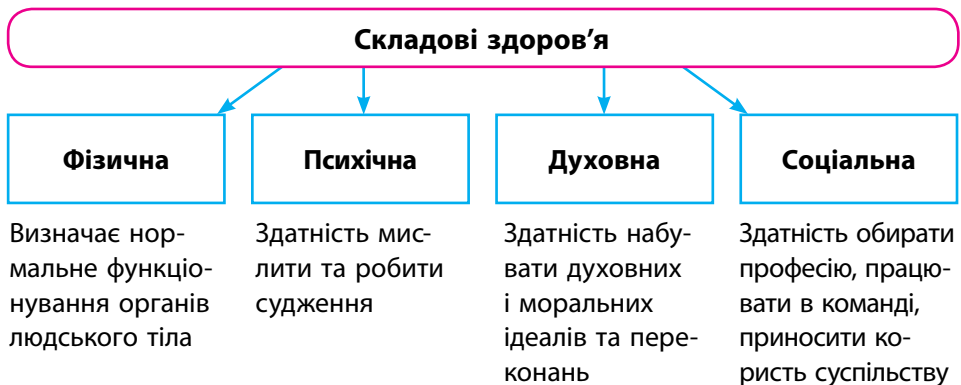 Складові здоров’я
Фізична
Визначає нор-
мальне функціо-
нування органів
людського тіла
Психічна
Здатність мис-
лити та робити
судження
Духовна
Здатність набу-
вати духовних
і моральних
ідеалів та пере-
конань
Соціальна
Здатність обирати
професію, працю-
вати в команді,
приносити ко-
ристь суспільству